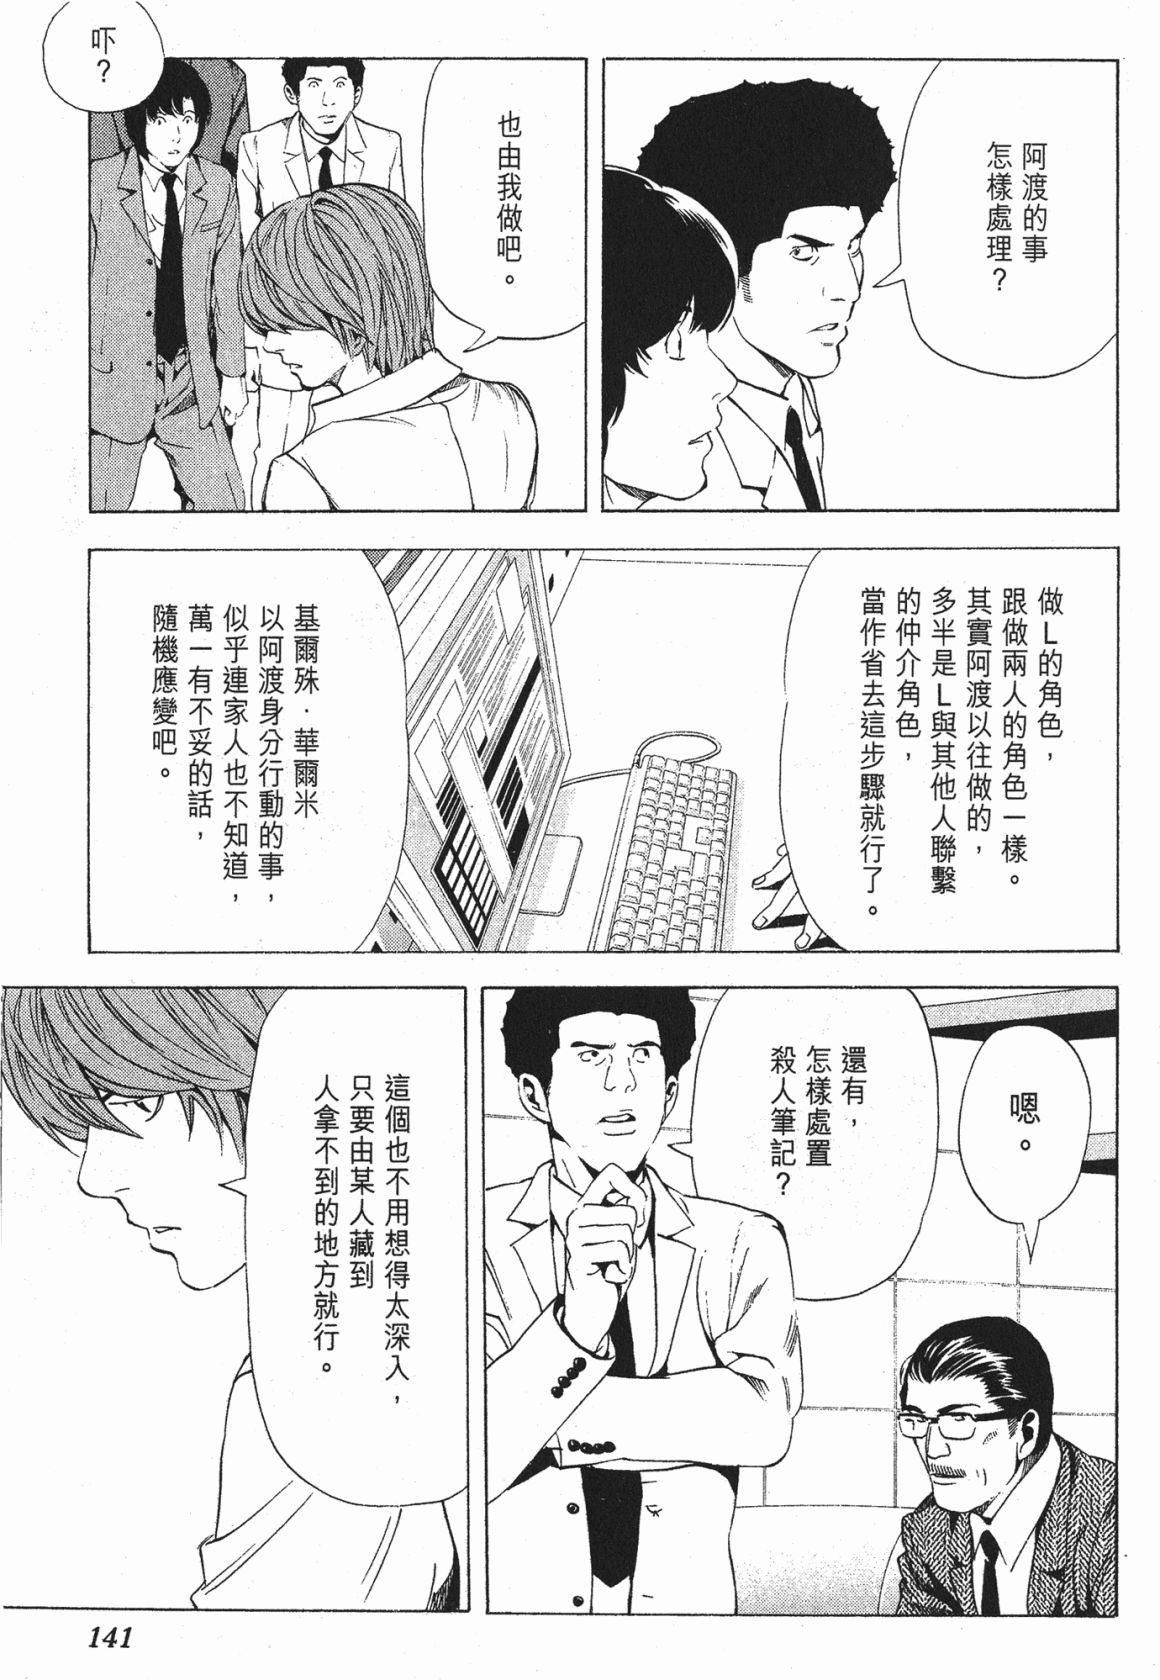 阿渡的事
怎樣處理?
也由我做吧。
吓?
做L的角色，
跟做兩人的角色一樣。
其實阿渡以往做的，
多半是L與其他人聯繫
的仲介角色，
當作省去這步驟就行了。
基爾殊·華爾米
以阿渡身分行動的事，
似乎連家人也不知道，
萬一有不妥的話，
隨機應變吧。
嗯。
還有，
怎樣處置
殺人筆記?
這個也不用想得太深入，
只要由某人藏到
人拿不到的地方就行。
141